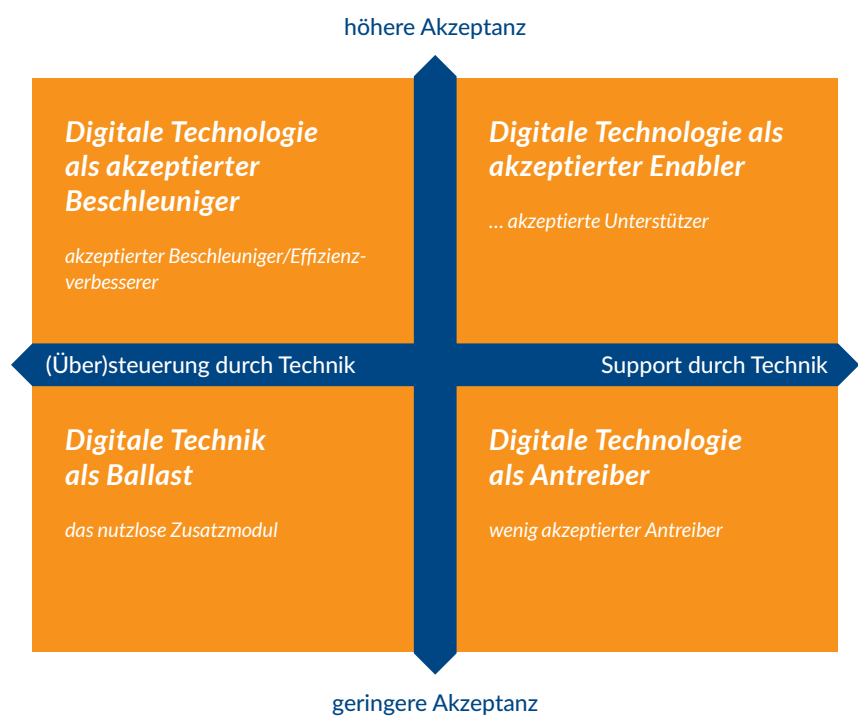 höhere Akzeptanz
Digitale Technologie
als akzeptierter
Beschleuniger
akzeptierter Beschleuniger/Effizienz-
verbesserer
Digitale Technologie als
akzeptierter Enabler
... akzeptierte Unterstützer
(Über)steuerung durch Technik
Support durch Technik
Digitale Technik
als Ballast
das nutzlose Zusatzmodul
Digitale Technologie
als Antreiber
wenig akzeptierter Antreiber
geringere Akzeptanz